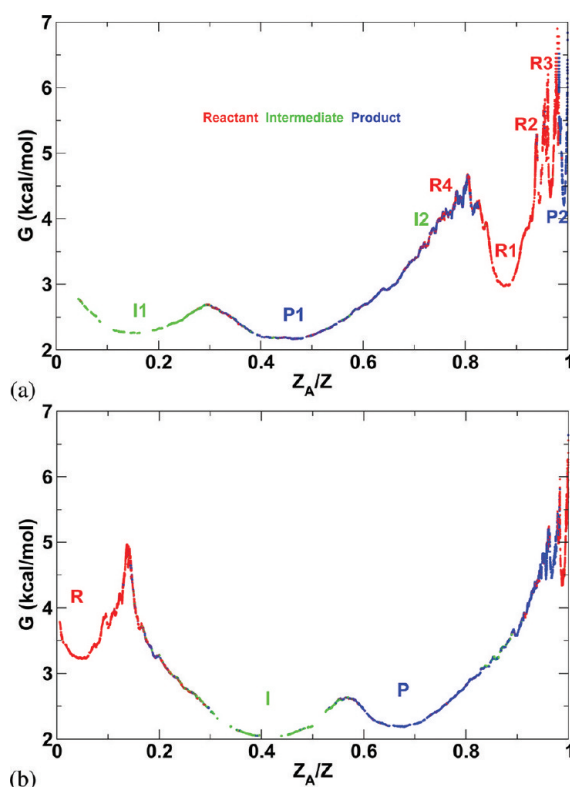 7
6
5
4
3
2
G (kcal/mol)
Reactant Intermediate Product
I1
P1
I2
R4
R1
R2
R3
P2
0 0.2 0.4 0.6 0.8 1
Z_A/Z
(a)
7
6
5
4
3
2
G (kcal/mol)
R
I
P
0 0.2 0.4 0.6 0.8 1
Z_A/Z
(b)